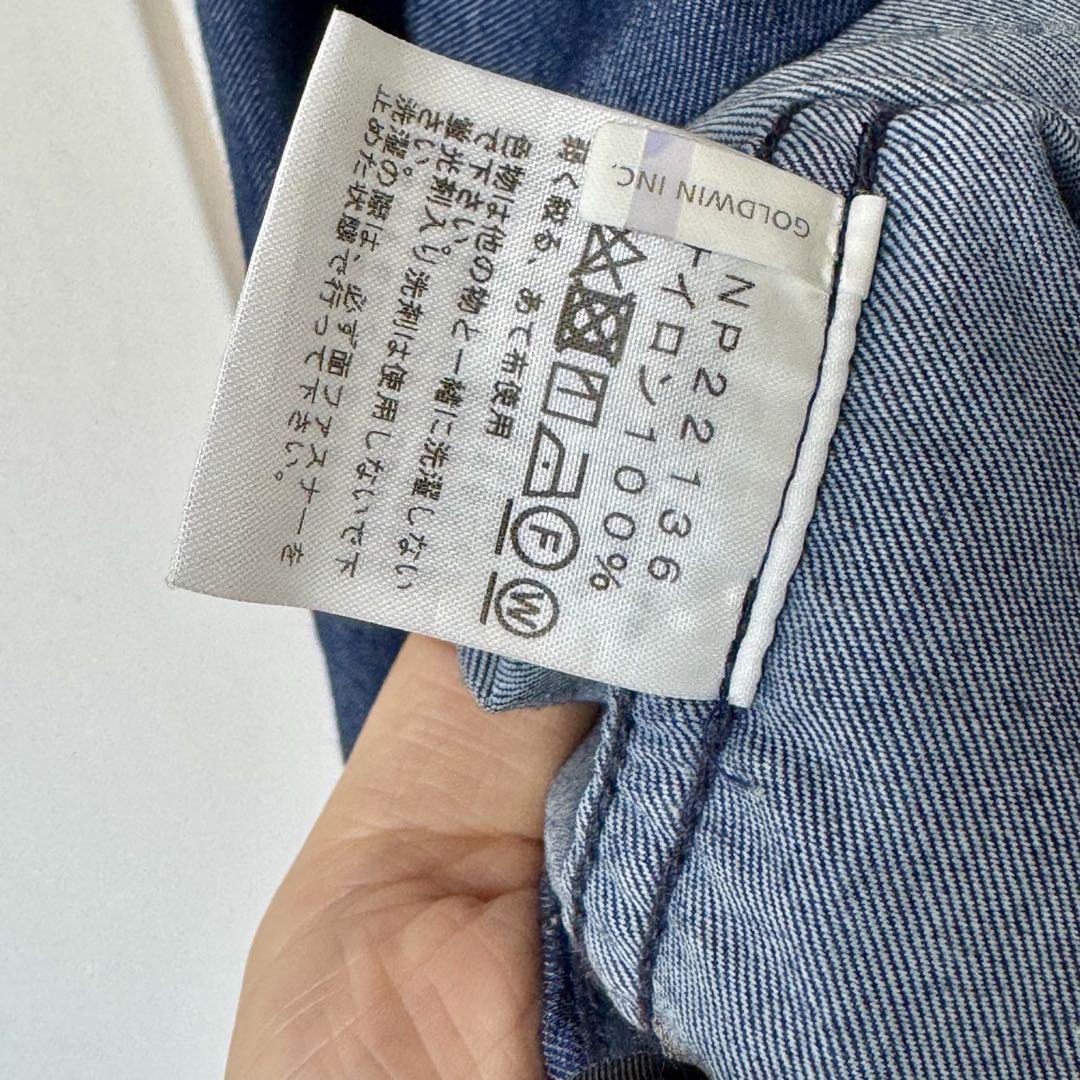 GOLDWIN INC.
NP22136
ナイロン100%
F
W
弱く絞る、あて布使用
色物は他の物と一緒に洗濯しない
で下さい。
蛍光剤入り洗剤は使用しないで下
さい。
洗濯の際は、必ず面ファスナーを
止めた状態で行って下さい。